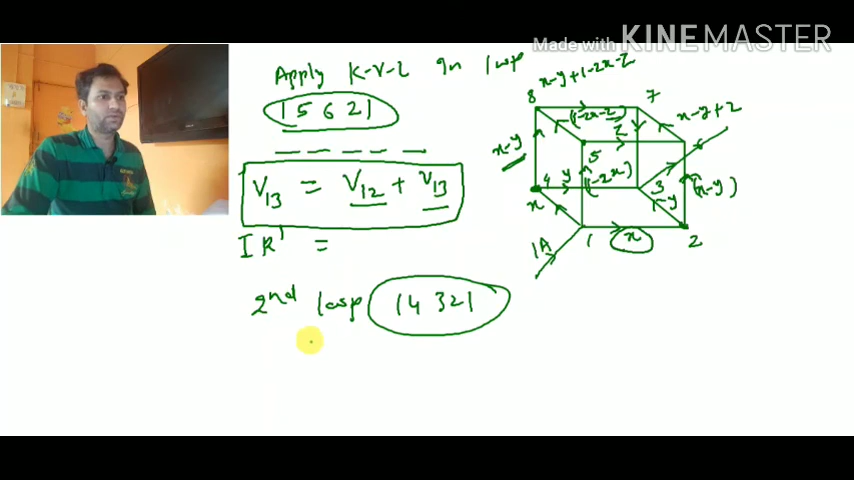 Made with KINEMASTER
Apply K-V-L In loop
1 5 6 2 1
V13 = V12 + V13
IR' =
2nd loop 1 4 3 2 1
x-y+1-2x-z
8
7
(1-2x-z)
x-y+z
x-y
z
5
4
y
(1-2x)
3
(x-y)
x
y
1A
1
x
2